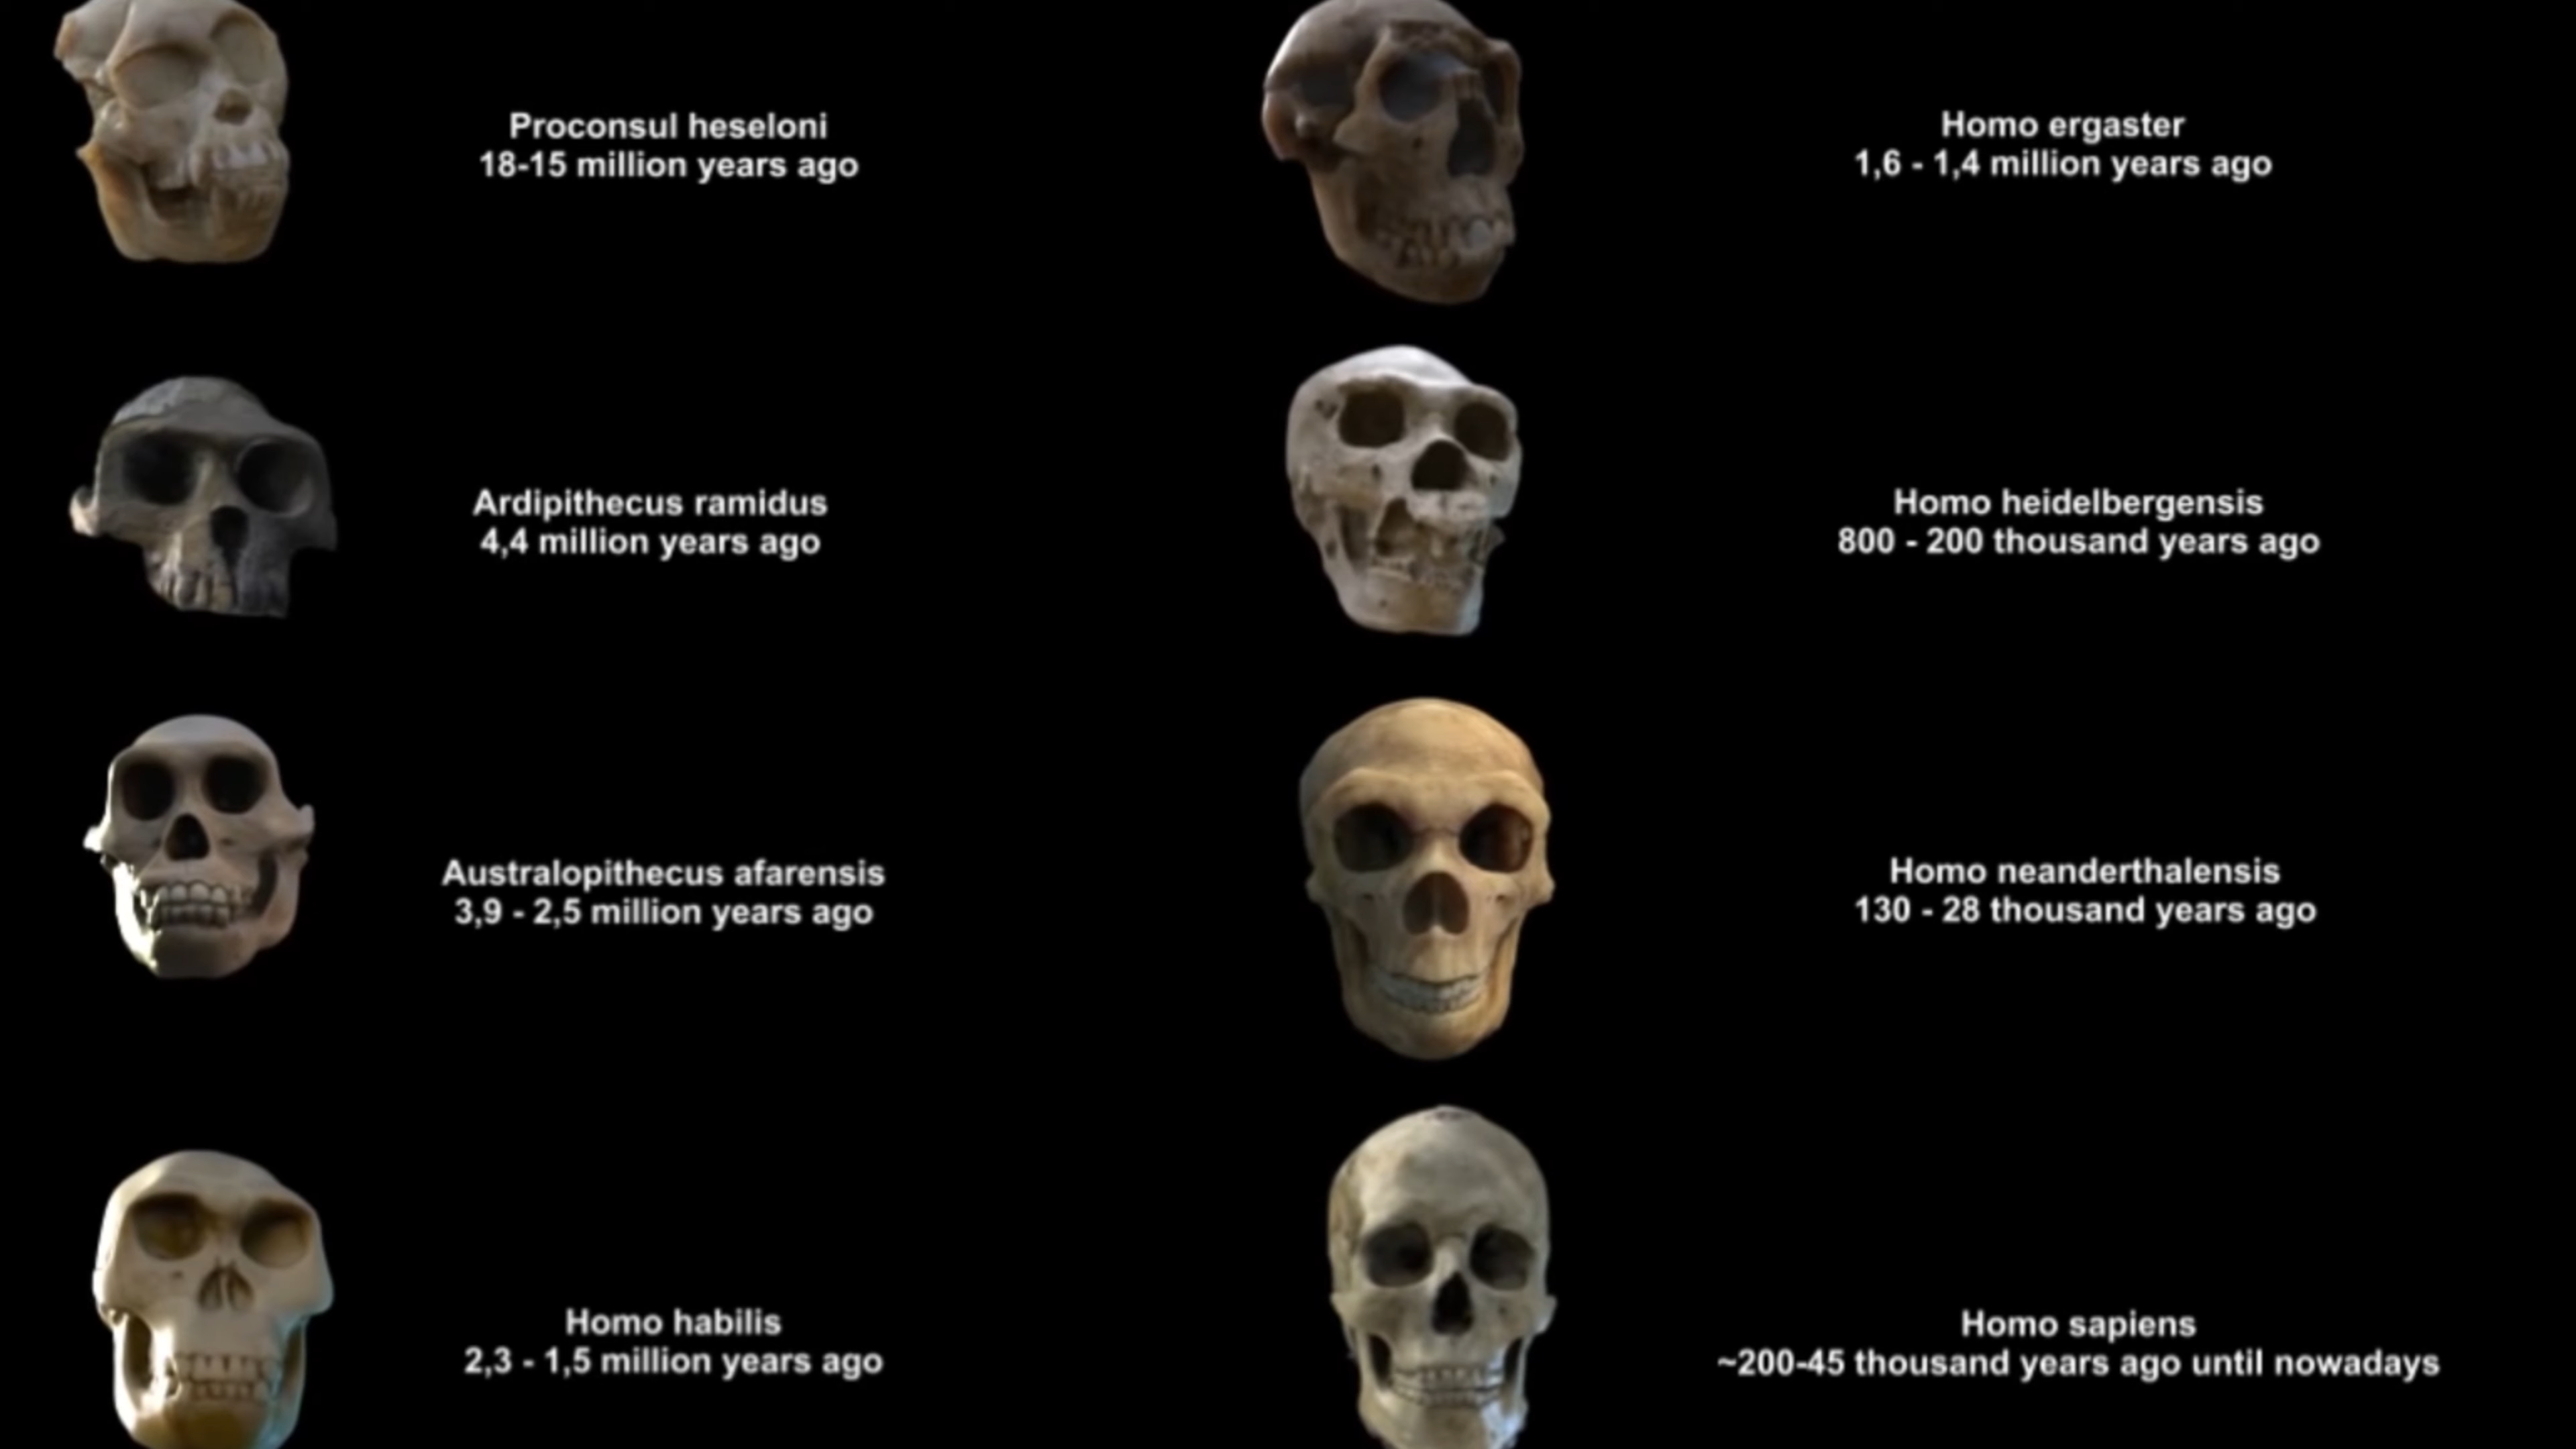 Proconsul heseloni
18-15 million years ago
Ardipithecus ramidus
4,4 million years ago
Australopithecus afarensis
3,9 - 2,5 million years ago
Homo habilis
2,3 - 1,5 million years ago
Homo ergaster
1,6 - 1,4 million years ago
Homo heidelbergensis
800 - 200 thousand years ago
Homo neanderthalensis
130 - 28 thousand years ago
Homo sapiens
~200-45 thousand years ago until nowadays